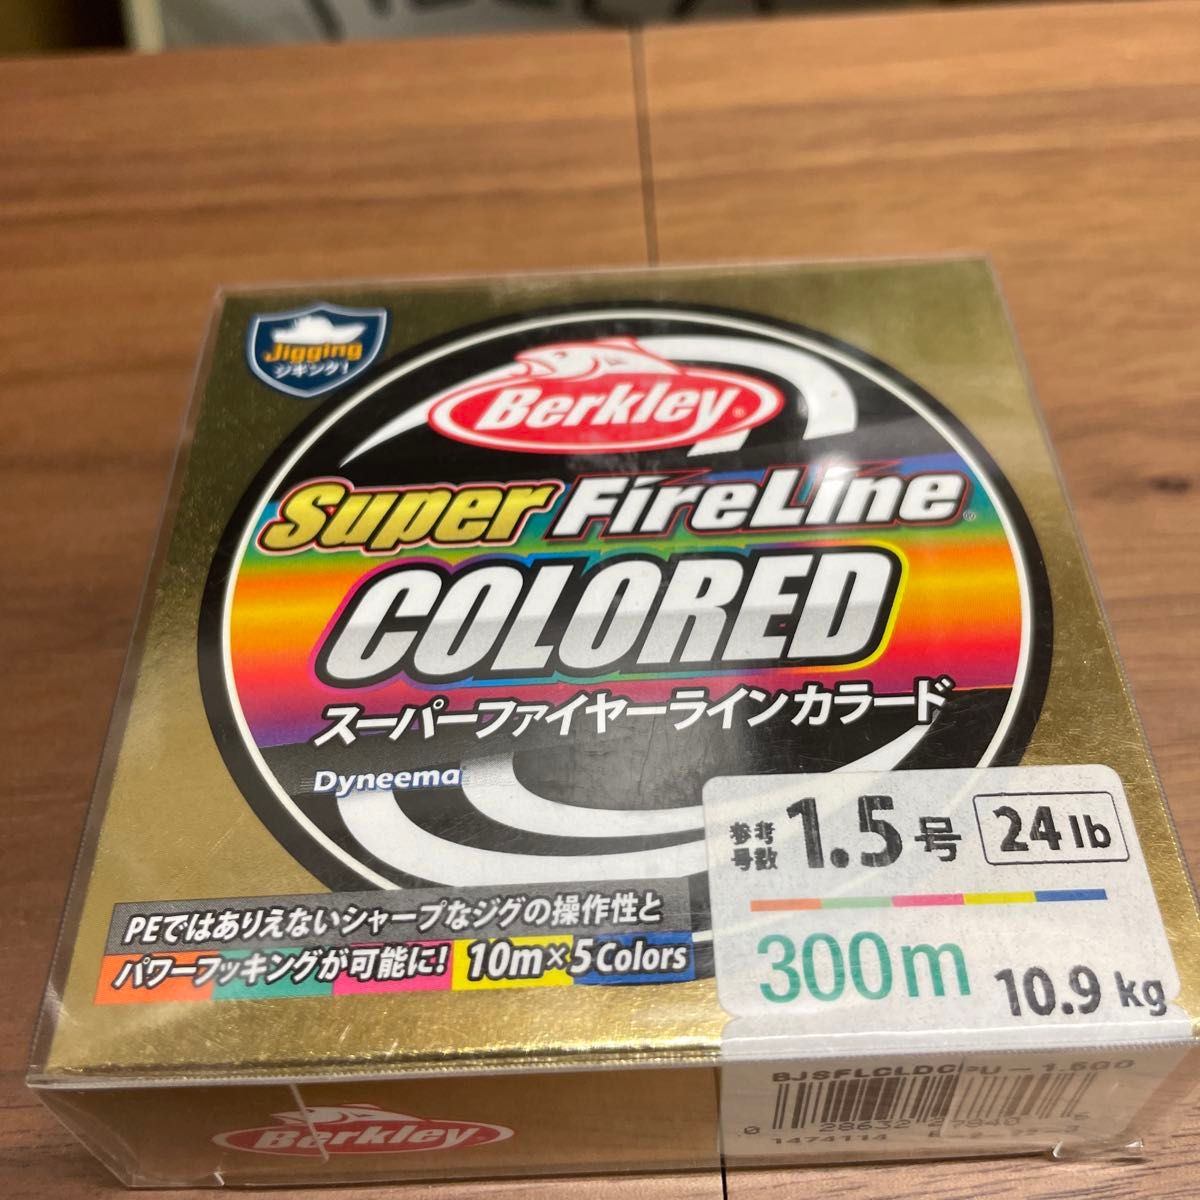 Jigging
ジギング!
Berkley®
Super FireLine®
COLORED
スーパーファイヤーラインカラード
Dyneema
PEではありえないシャープなジグの操作性と
パワーフッキングが可能に! 10m×5Colors
参考号数 1.5号 24lb
300m 10.9kg
Berkley